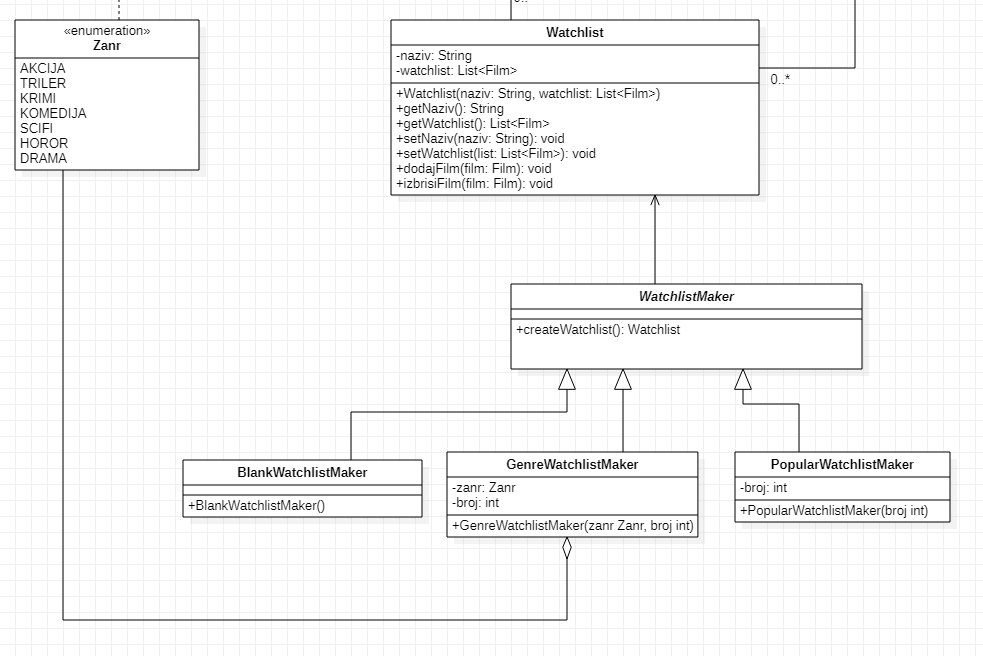 «enumeration»
Zanr
AKCIJA
TRILER
KRIMI
KOMEDIJA
SCIFI
HOROR
DRAMA
Watchlist
-naziv: String
-watchlist: List<Film>
+Watchlist(naziv: String, watchlist: List<Film>)
+getNaziv(): String
+getWatchlist(): List<Film>
+setNaziv(naziv: String): void
+setWatchlist(list: List<Film>): void
+dodajFilm(film: Film): void
+izbrisiFilm(film: Film): void
0..*
WatchlistMaker
+createWatchlist(): Watchlist
BlankWatchlistMaker
+BlankWatchlistMaker()
GenreWatchlistMaker
-zanr: Zanr
-broj: int
+GenreWatchlistMaker(zanr Zanr, broj int)
PopularWatchlistMaker
-broj: int
+PopularWatchlistMaker(broj int)